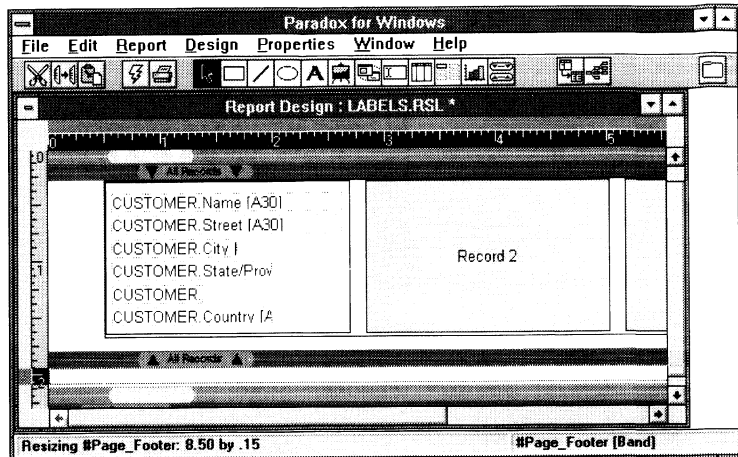 Paradox for Windows
File Edit Report Design Properties Window Help
A
Report Design : LABELS.RSL *
0 1 2 3 4 5
0
All Records
CUSTOMER.Name [A30]
CUSTOMER.Street [A30]
CUSTOMER.City [
CUSTOMER.State/Prov
CUSTOMER.
CUSTOMER.Country [A
Record 2
1
All Records
Resizing #Page_Footer: 8.50 by .15
#Page_Footer [Band]